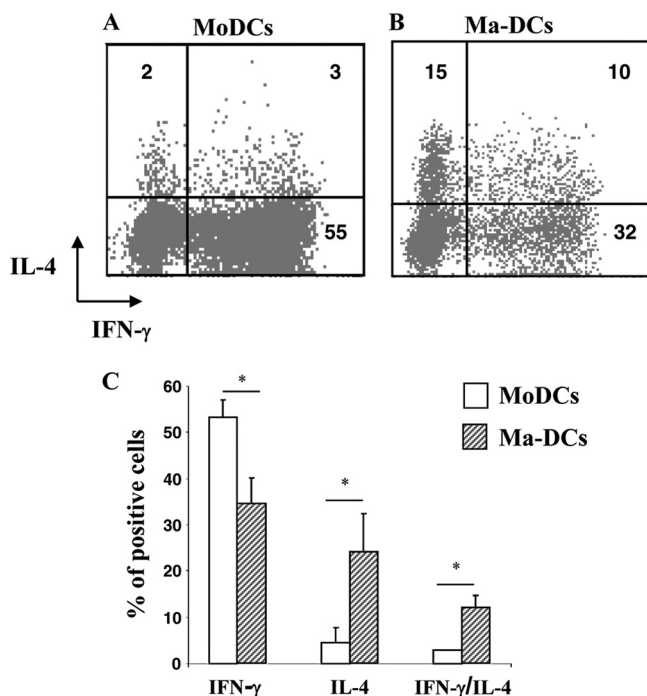 A
MoDCs
B
Ma-DCs
2
3
15
10
55
32
IL-4
IFN-γ
C
% of positive cells
60
50
40
30
20
10
0
*
*
*
MoDCs
Ma-DCs
IFN-γ
IL-4
IFN-γ/IL-4